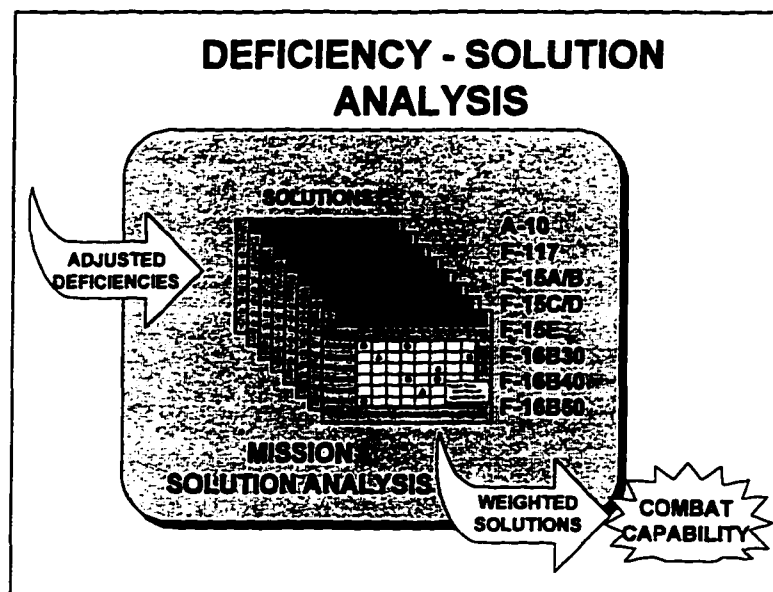 DEFICIENCY - SOLUTION
ANALYSIS
SOLUTIONS
ADJUSTED
DEFICIENCIES
A-10
F-117
F-15A/B
F-15C/D
F-15E
F-16B30
F-16B40
F-16B50
MISSION
SOLUTION ANALYSIS
WEIGHTED
SOLUTIONS
COMBAT
CAPABILITY